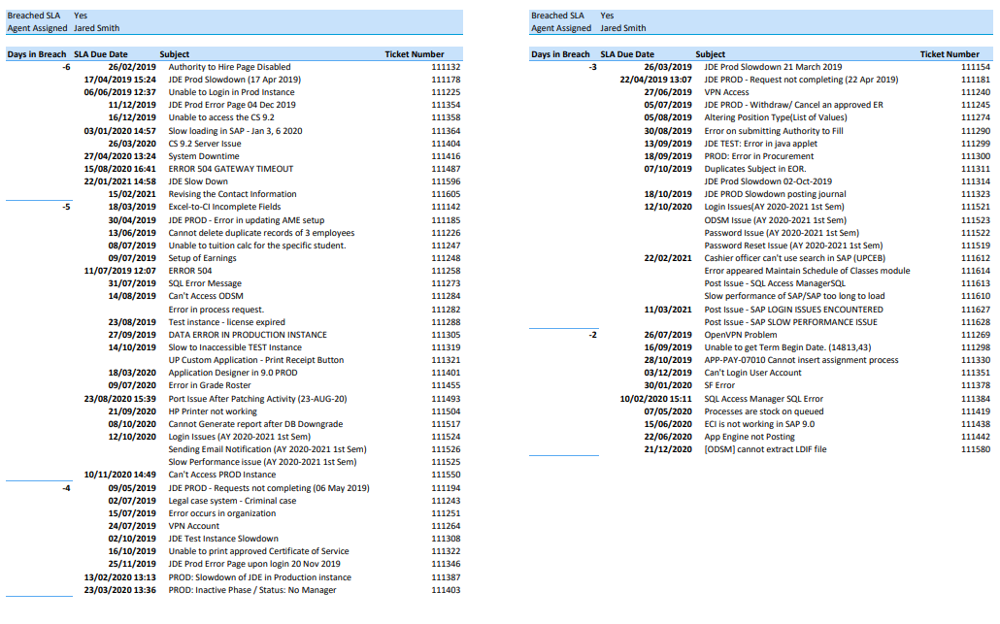 Breached SLA Yes
Agent Assigned Jared Smith
Days in Breach SLA Due Date Subject Ticket Number
-6 26/02/2019 Authority to Hire Page Disabled 111132
17/04/2019 15:24 JDE Prod Slowdown (17 Apr 2019) 111178
06/06/2019 12:37 Unable to Login in Prod Instance 111225
11/12/2019 JDE Prod Error Page 04 Dec 2019 111354
16/12/2019 Unable to access the CS 9.2 111358
03/01/2020 14:57 Slow loading in SAP - Jan 3, 6 2020 111364
26/03/2020 CS 9.2 Server Issue 111404
27/04/2020 13:24 System Downtime 111416
15/08/2020 16:41 ERROR 504 GATEWAY TIMEOUT 111487
22/01/2021 14:58 JDE Slow Down 111596
15/02/2021 Revising the Contact Information 111605
-5 18/03/2019 Excel-to-CI Incomplete Fields 111142
30/04/2019 JDE PROD - Error in updating AME setup 111185
13/06/2019 Cannot delete duplicate records of 3 employees 111226
08/07/2019 Unable to tuition calc for the specific student. 111247
09/07/2019 Setup of Earnings 111248
11/07/2019 12:07 ERROR 504 111258
31/07/2019 SQL Error Message 111273
14/08/2019 Can't Access ODSM 111284
Error in process request. 111282
23/08/2019 Test instance - license expired 111288
27/09/2019 DATA ERROR IN PRODUCTION INSTANCE 111305
14/10/2019 Slow to Inaccessible TEST Instance 111319
UP Custom Application - Print Receipt Button 111321
18/03/2020 Application Designer in 9.0 PROD 111401
09/07/2020 Error in Grade Roster 111455
23/08/2020 15:39 Port Issue After Patching Activity (23-AUG-20) 111493
21/09/2020 HP Printer not working 111504
08/10/2020 Cannot Generate report after DB Downgrade 111517
12/10/2020 Login Issues (AY 2020-2021 1st Sem) 111524
Sending Email Notification (AY 2020-2021 1st Sem) 111526
Slow Performance issue (AY 2020-2021 1st Sem) 111525
10/11/2020 14:49 Can't Access PROD Instance 111550
-4 09/05/2019 JDE PROD - Requests not completing (06 May 2019) 111194
02/07/2019 Legal case system - Criminal case 111243
15/07/2019 Error occurs in organization 111251
24/07/2019 VPN Account 111264
02/10/2019 JDE Test Instance Slowdown 111308
16/10/2019 Unable to print approved Certificate of Service 111322
25/11/2019 JDE Prod Error Page upon login 20 Nov 2019 111346
13/02/2020 13:13 PROD: Slowdown of JDE in Production instance 111387
23/03/2020 13:36 PROD: Inactive Phase / Status: No Manager 111403
Breached SLA Yes
Agent Assigned Jared Smith
Days in Breach SLA Due Date Subject Ticket Number
-3 26/03/2019 JDE Prod Slowdown 21 March 2019 111154
22/04/2019 13:07 JDE PROD - Request not completing (22 Apr 2019) 111181
27/06/2019 VPN Access 111240
05/07/2019 JDE PROD - Withdraw/ Cancel an approved ER 111245
05/08/2019 Altering Position Type(List of Values) 111274
30/08/2019 Error on submitting Authority to Fill 111290
13/09/2019 JDE TEST: Error in java applet 111299
18/09/2019 PROD: Error in Procurement 111300
07/10/2019 Duplicates Subject in EOR. 111311
JDE Prod Slowdown 02-Oct-2019 111314
18/10/2019 JDE PROD Slowdown posting journal 111323
12/10/2020 Login Issues(AY 2020-2021 1st Sem) 111521
ODSM Issue (AY 2020-2021 1st Sem) 111523
Password Issue (AY 2020-2021 1st Sem) 111522
Password Reset Issue (AY 2020-2021 1st Sem) 111519
22/02/2021 Cashier officer can't use search in SAP (UPCEB) 111612
Error appeared Maintain Schedule of Classes module 111614
Post Issue - SQL Access ManagerSQL 111613
Slow performance of SAP/SAP too long to load 111610
11/03/2021 Post Issue - SAP LOGIN ISSUES ENCOUNTERED 111627
Post Issue - SAP SLOW PERFORMANCE ISSUE 111628
-2 26/07/2019 OpenVPN Problem 111269
16/09/2019 Unable to get Term Begin Date. (14813,43) 111298
28/10/2019 APP-PAY-07010 Cannot insert assignment process 111330
03/12/2019 Can't Login User Account 111351
30/01/2020 SF Error 111378
10/02/2020 15:11 SQL Access Manager SQL Error 111384
07/05/2020 Processes are stock on queued 111419
15/06/2020 ECI is not working in SAP 9.0 111438
22/06/2020 App Engine not Posting 111442
21/12/2020 [ODSM] cannot extract LDIF file 111580